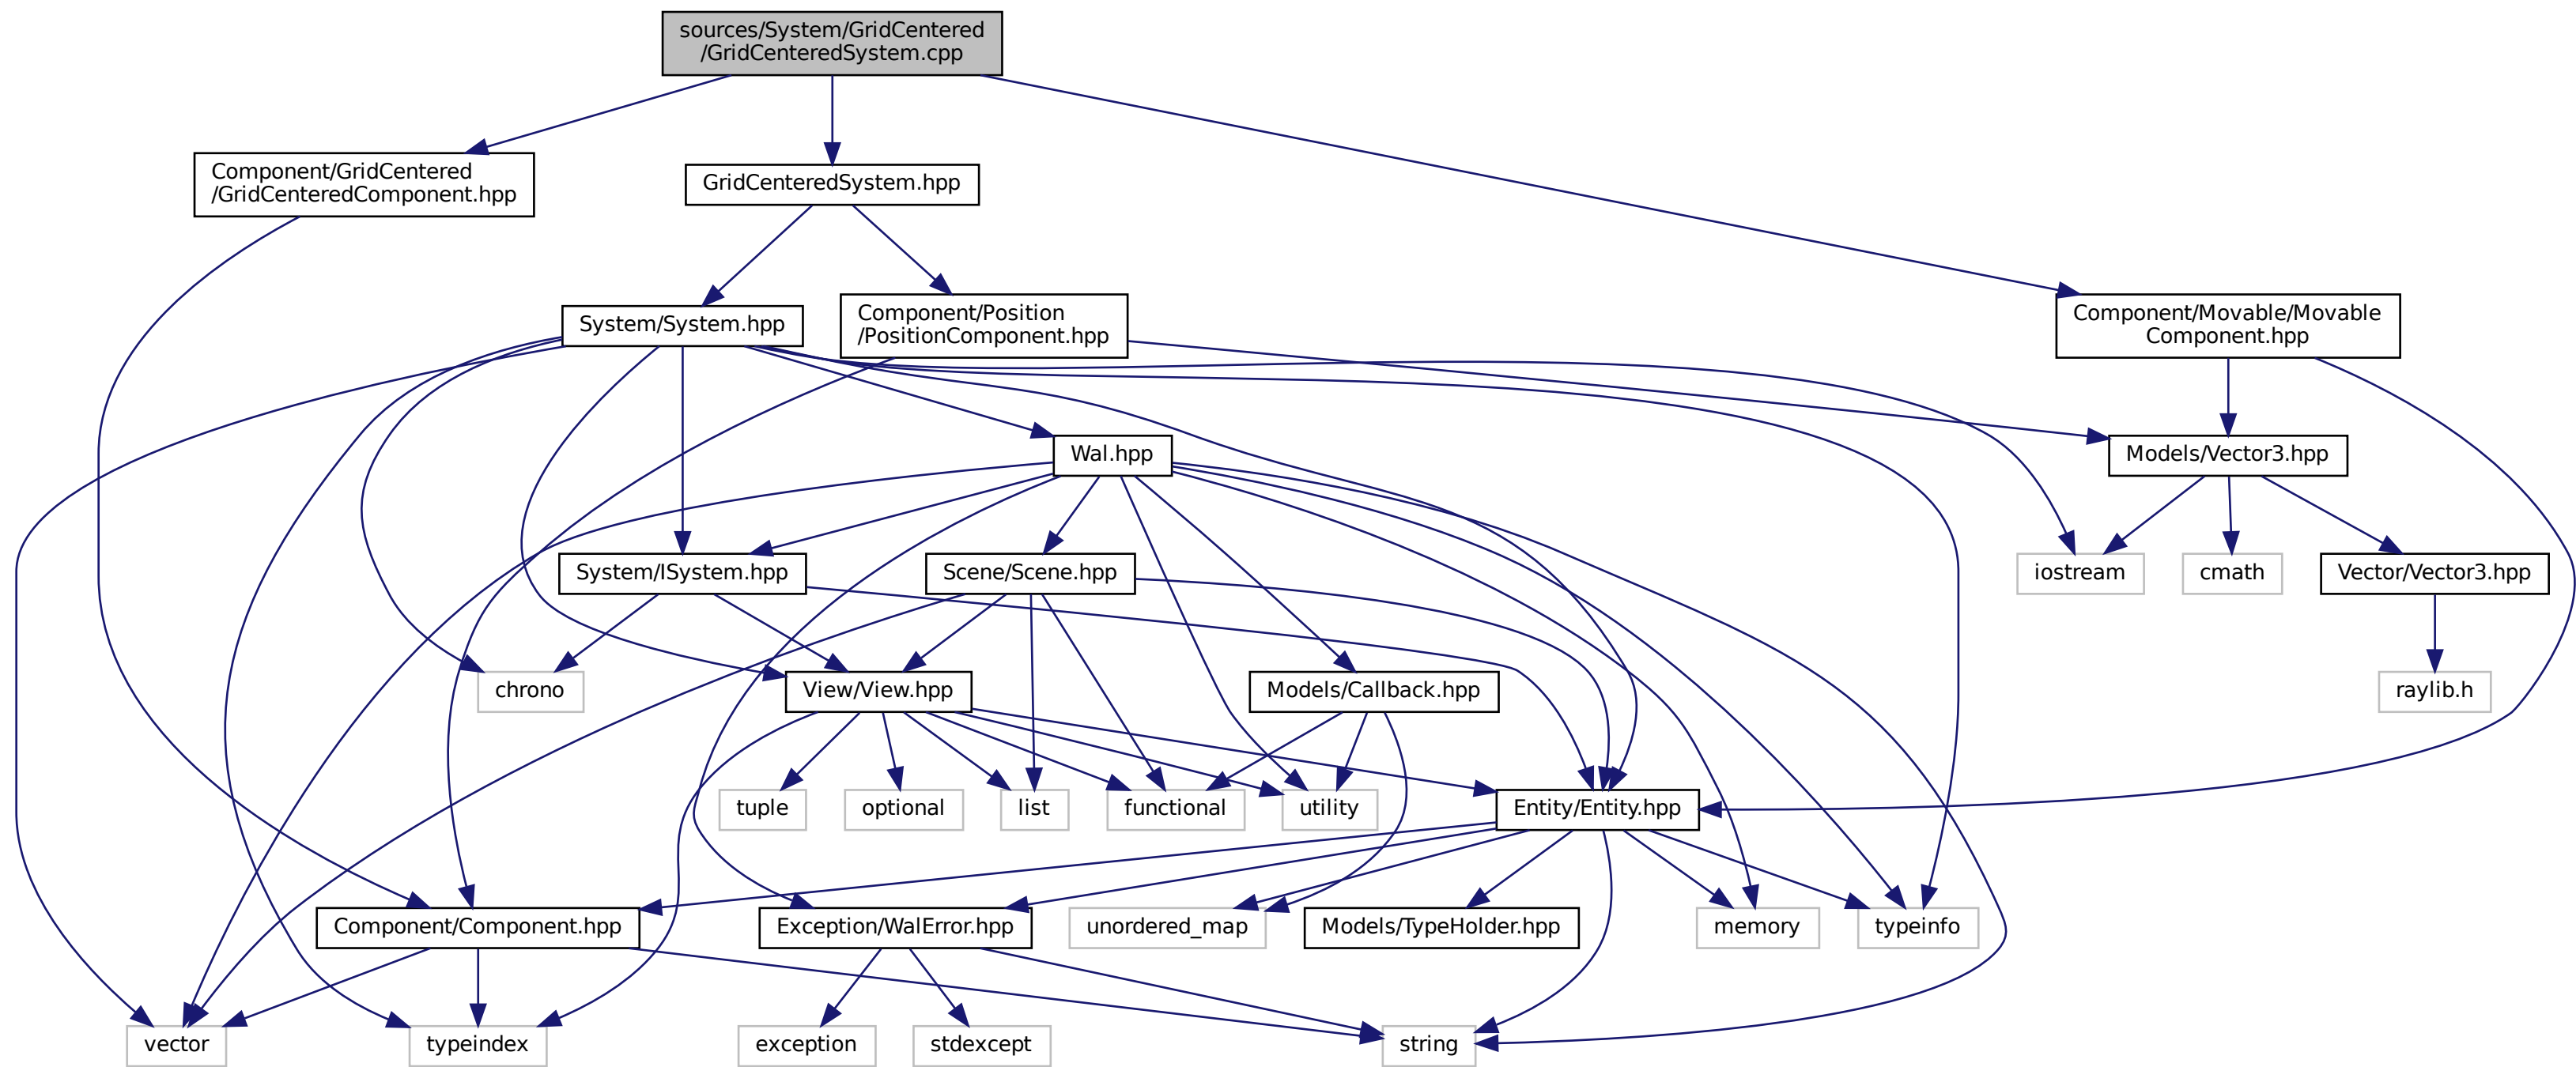 sources/System/GridCentered
/GridCenteredSystem.cpp
Component/GridCentered
/GridCenteredComponent.hpp
GridCenteredSystem.hpp
System/System.hpp
Component/Position
/PositionComponent.hpp
Component/Movable/Movable
Component.hpp
Wal.hpp
Models/Vector3.hpp
System/ISystem.hpp
Scene/Scene.hpp
iostream
cmath
Vector/Vector3.hpp
chrono
View/View.hpp
Models/Callback.hpp
raylib.h
tuple
optional
list
functional
utility
Entity/Entity.hpp
Component/Component.hpp
Exception/WalError.hpp
unordered_map
Models/TypeHolder.hpp
memory
typeinfo
vector
typeindex
exception
stdexcept
string